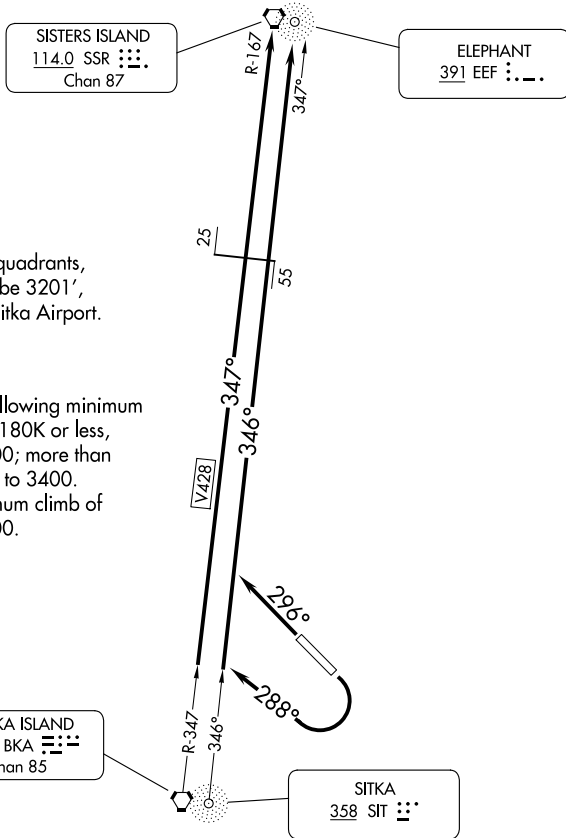 SISTERS ISLAND
114.0 SSR
Chan 87
ELEPHANT
391 EEF
R-167
347°
25
55
quadrants,
be 3201',
itka Airport.
347°
346°
llowing minimum
180K or less,
00; more than
to 3400.
num climb of
00.
V428
296°
288°
R-347
346°
KA ISLAND
BKA
han 85
SITKA
358 SIT